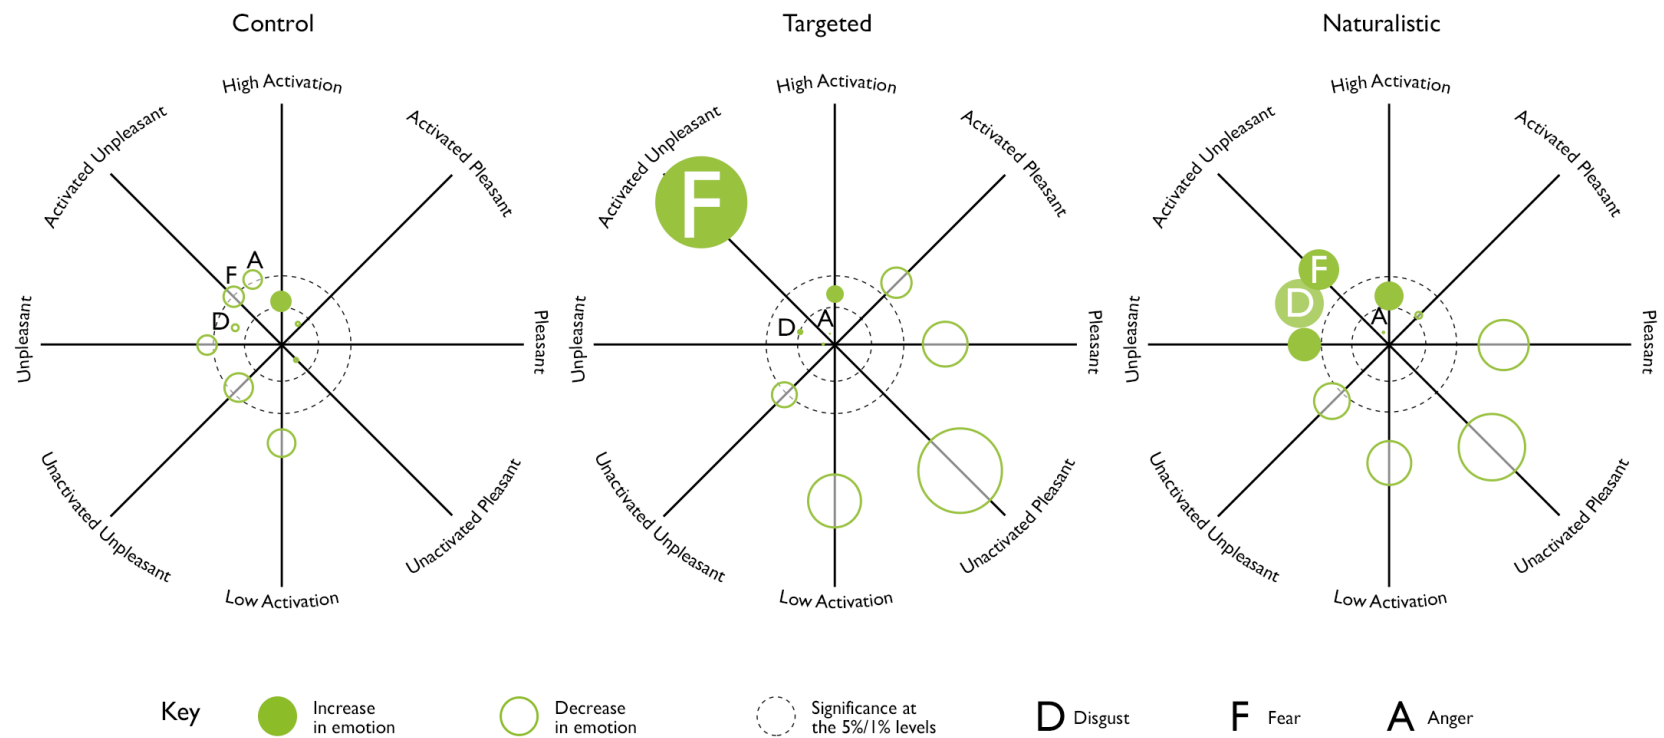 Control
Targeted
Naturalistic
High Activation
Activated Unpleasant
Activated Pleasant
A
F
D
Unpleasant
Pleasant
Unactivated Unpleasant
Unactivated Pleasant
Low Activation
High Activation
Activated Unpleasant
Activated Pleasant
F
D
A
Unpleasant
Pleasant
Unactivated Unpleasant
Unactivated Pleasant
Low Activation
High Activation
Activated Unpleasant
Activated Pleasant
F
D
A
Unpleasant
Pleasant
Unactivated Unpleasant
Unactivated Pleasant
Low Activation
Key
Increase
in emotion
Decrease
in emotion
Significance at
the 5%/1% levels
D Disgust
F Fear
A Anger